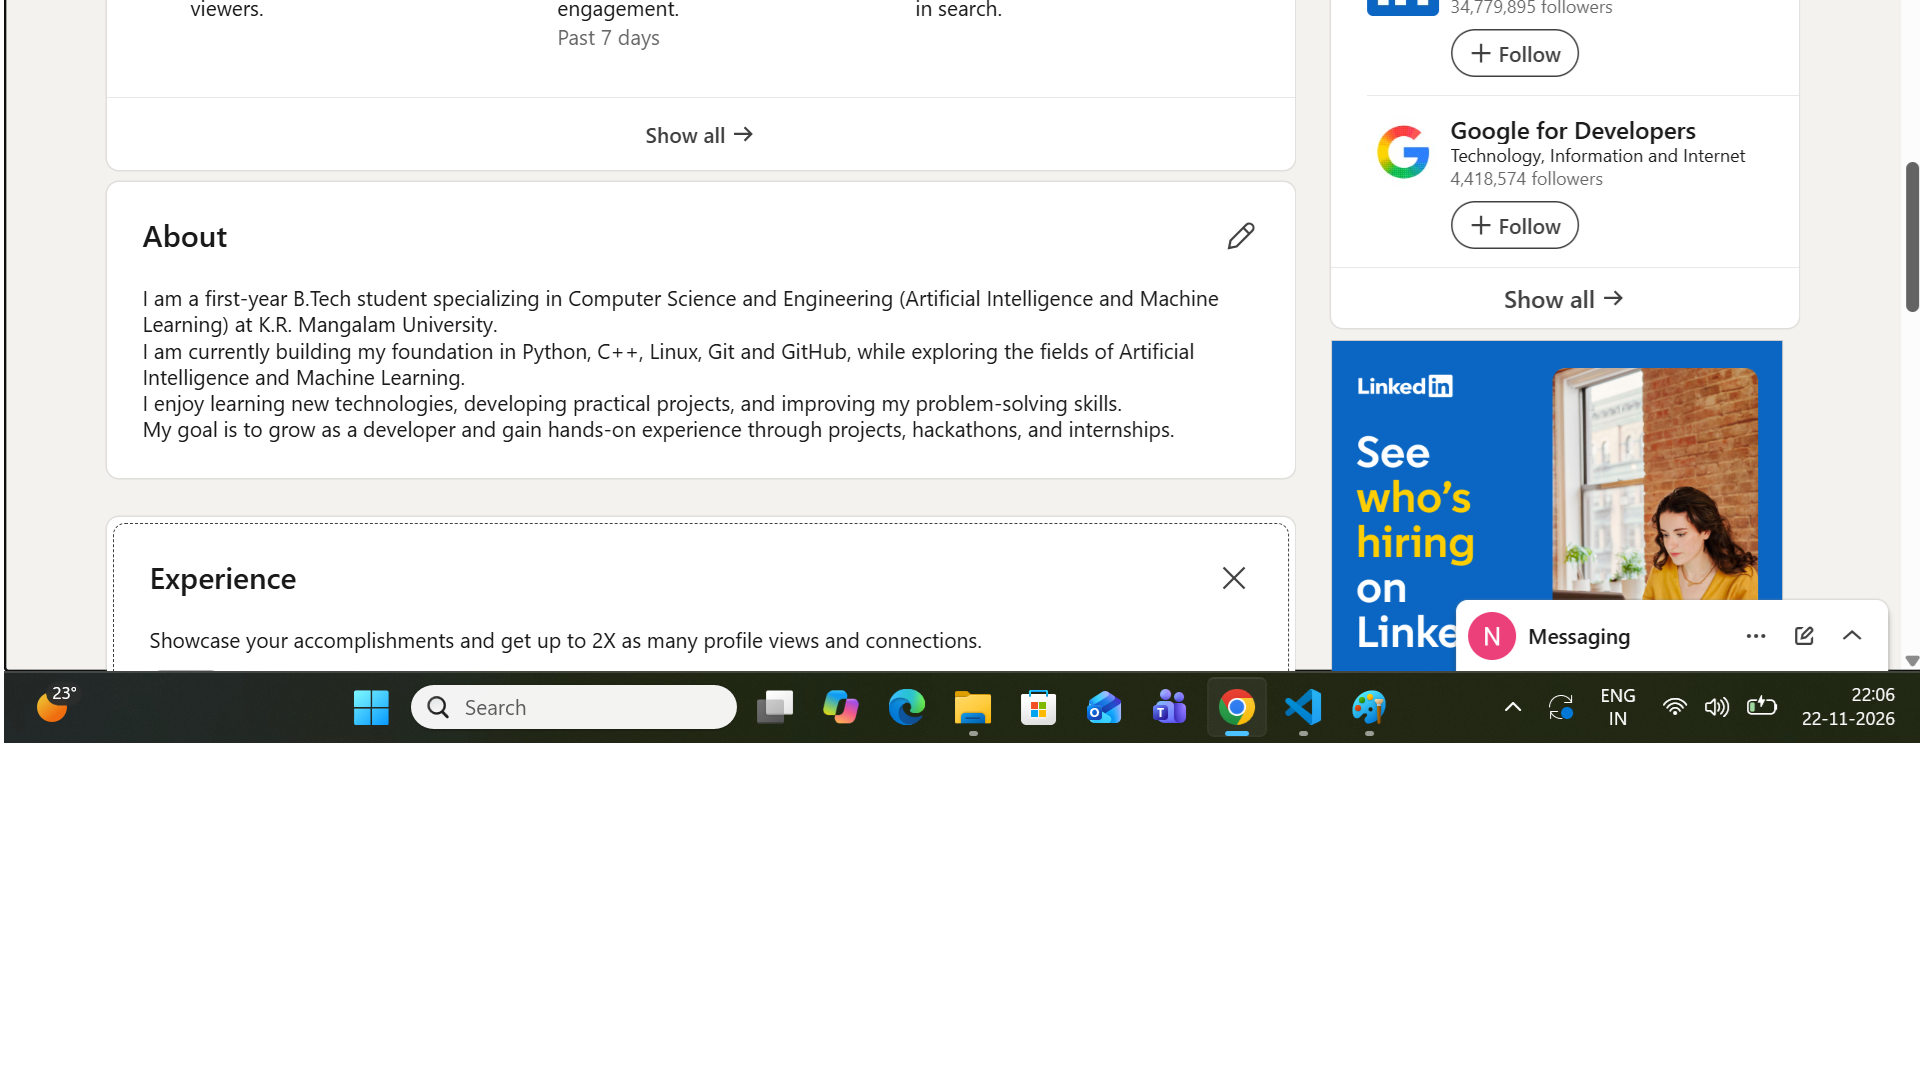 viewers.
engagement.
Past 7 days
in search.
Show all →
About
I am a first-year B.Tech student specializing in Computer Science and Engineering (Artificial Intelligence and Machine
Learning) at K.R. Mangalam University.
I am currently building my foundation in Python, C++, Linux, Git and GitHub, while exploring the fields of Artificial
Intelligence and Machine Learning.
I enjoy learning new technologies, developing practical projects, and improving my problem-solving skills.
My goal is to grow as a developer and gain hands-on experience through projects, hackathons, and internships.
Experience
Showcase your accomplishments and get up to 2X as many profile views and connections.
34,779,895 followers
+ Follow
Google for Developers
Technology, Information and Internet
4,418,574 followers
+ Follow
Show all →
Linked in
See
who's
hiring
on
Linke
N Messaging
23°
Search
ENG
IN
22:06
22-11-2026